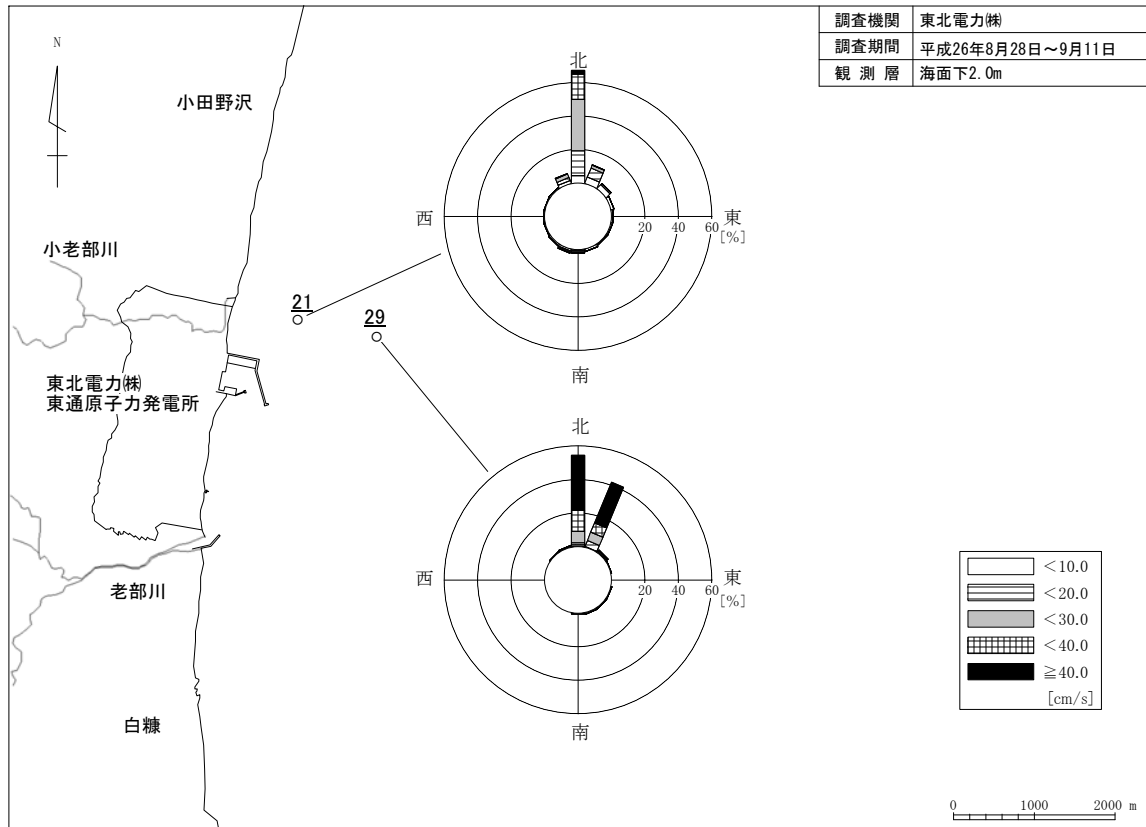 調査機関 東北電力㈱
調査期間 平成26年8月28日～9月11日
観測層 海面下2.0m
N
小田野沢
北
西
東
20 40 60
[%]
南
小老部川
21
29
東北電力㈱
東通原子力発電所
北
西
東
20 40 60
[%]
南
老部川
白糠
＜10.0
＜20.0
＜30.0
＜40.0
≧40.0
[cm/s]
0 1000 2000 m